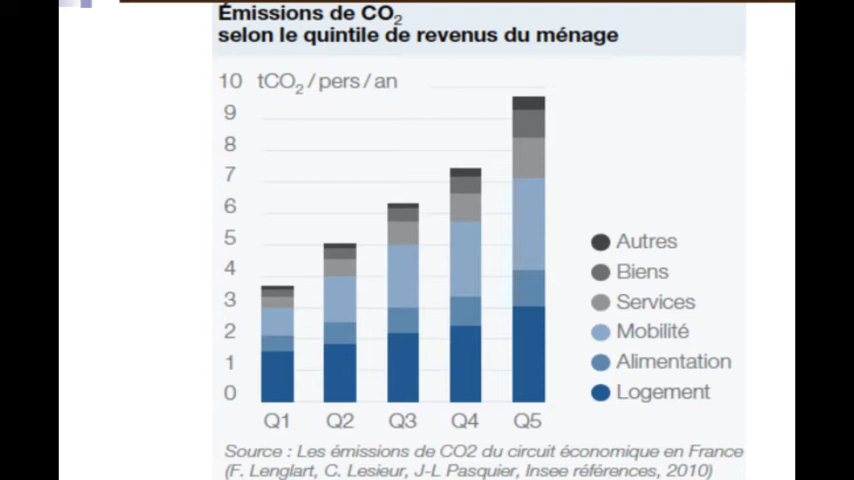 Émissions de CO₂
selon le quintile de revenus du ménage
10 tCO₂/pers/an
9
8
7
6
5
4
3
2
1
0
Q1 Q2 Q3 Q4 Q5
Autres
Biens
Services
Mobilité
Alimentation
Logement
Source : Les émissions de CO2 du circuit économique en France
(F. Lenglart, C. Lesieur, J-L Pasquier, Insee références, 2010)